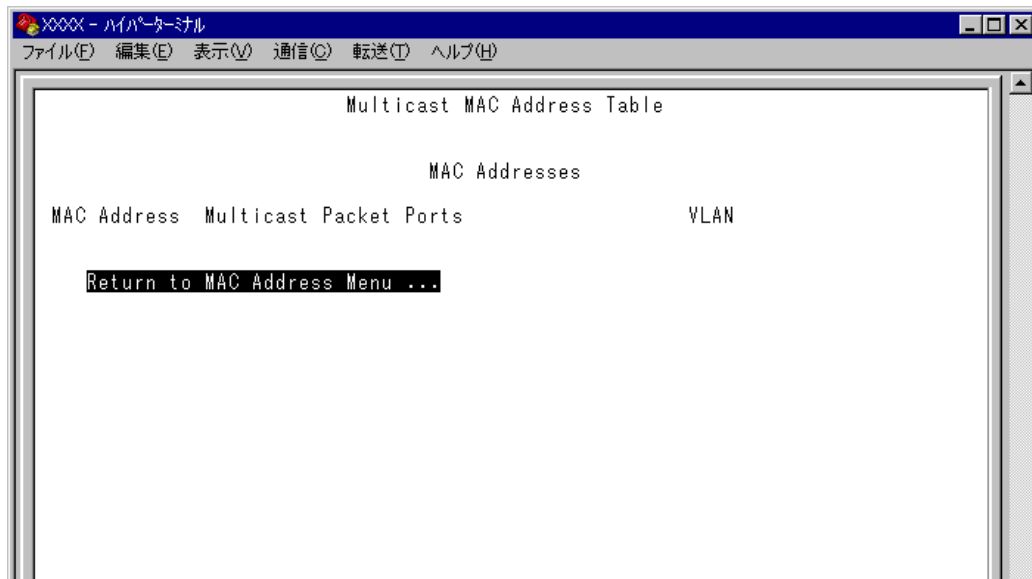 XXXX - ﾊｲﾊﾟｰﾀｰﾐﾅﾙ
ファイル(F) 編集(E) 表示(V) 通信(C) 転送(T) ヘルプ(H)
Multicast MAC Address Table
MAC Addresses
MAC Address Multicast Packet Ports VLAN
Return to MAC Address Menu ...